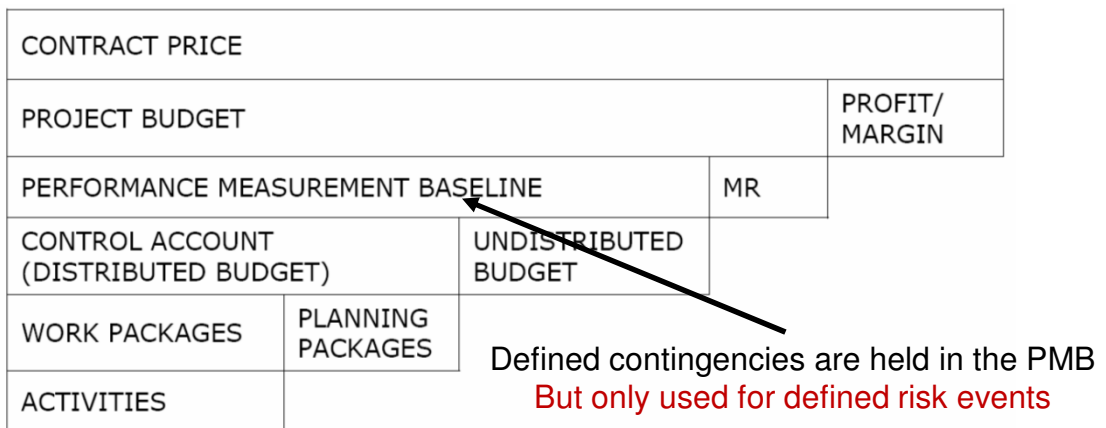 CONTRACT PRICE
PROJECT BUDGET
PROFIT/
MARGIN
PERFORMANCE MEASUREMENT BASELINE
MR
CONTROL ACCOUNT
(DISTRIBUTED BUDGET)
UNDISTRIBUTED
BUDGET
WORK PACKAGES
PLANNING
PACKAGES
ACTIVITIES
Defined contingencies are held in the PMB
But only used for defined risk events